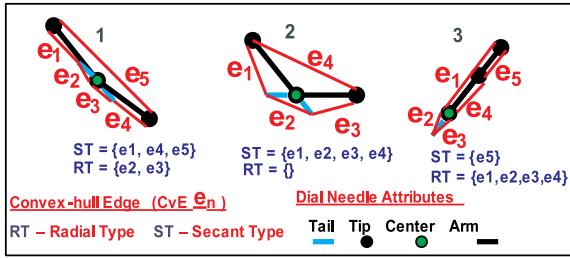 1
2
3
e1
e2
e3
e4
e5
e1
e2
e3
e4
e1
e2
e3
e4
e5
ST = {e1, e4, e5}
RT = {e2, e3}
ST = {e1, e2, e3, e4}
RT = {}
ST = {e5}
RT = {e1,e2,e3,e4}
Convex-hull Edge (CvE en)
RT – Radial Type ST – Secant Type
Dial Needle Attributes
Tail Tip Center Arm